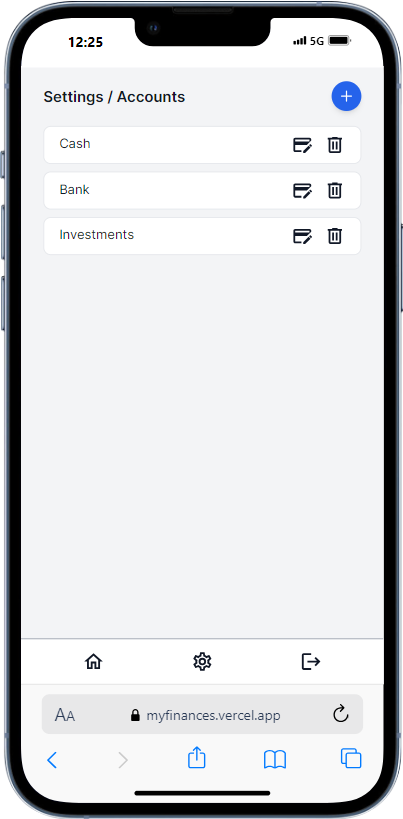 12:25
5G
Settings / Accounts
Cash
Bank
Investments
AA
myfinances.vercel.app